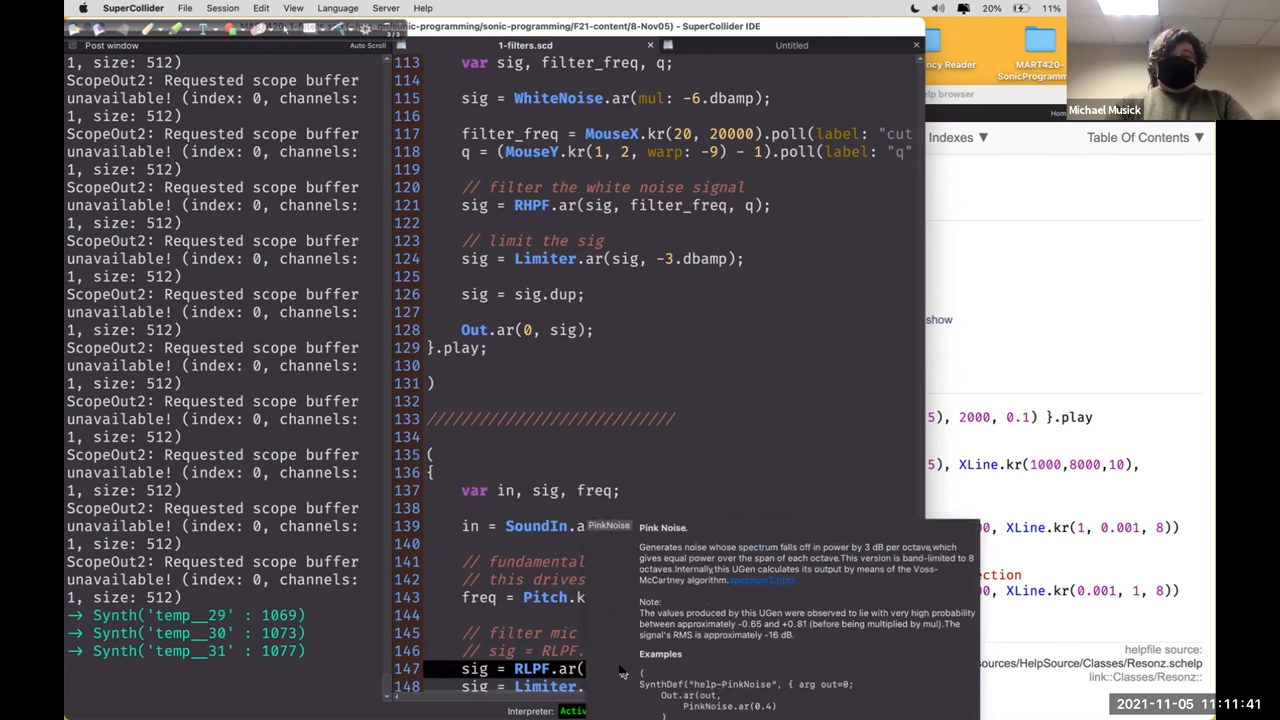 SuperCollider File Session Edit View Language Server Help
20% 11%
sonic-programming/sonic-programming/F21-content/8-Nov05) - SuperCollider IDE
Post window
Auto Scroll
1-filters.scd
Untitled
1, size: 512)
ScopeOut2: Requested scope buffer
unavailable! (index: 0, channels:
1, size: 512)
ScopeOut2: Requested scope buffer
unavailable! (index: 0, channels:
1, size: 512)
ScopeOut2: Requested scope buffer
unavailable! (index: 0, channels:
1, size: 512)
ScopeOut2: Requested scope buffer
unavailable! (index: 0, channels:
1, size: 512)
ScopeOut2: Requested scope buffer
unavailable! (index: 0, channels:
1, size: 512)
ScopeOut2: Requested scope buffer
unavailable! (index: 0, channels:
1, size: 512)
ScopeOut2: Requested scope buffer
unavailable! (index: 0, channels:
1, size: 512)
ScopeOut2: Requested scope buffer
unavailable! (index: 0, channels:
1, size: 512)
ScopeOut2: Requested scope buffer
unavailable! (index: 0, channels:
1, size: 512)
ScopeOut2: Requested scope buffer
unavailable! (index: 0, channels:
1, size: 512)
-> Synth('temp__29' : 1069)
-> Synth('temp__30' : 1073)
-> Synth('temp__31' : 1077)
113 var sig, filter_freq, q;
114
115 sig = WhiteNoise.ar(mul: -6.dbamp);
116
117 filter_freq = MouseX.kr(20, 20000).poll(label: "cut
118 q = (MouseY.kr(1, 2, warp: -9) - 1).poll(label: "q"
119
120 // filter the white noise signal
121 sig = RHPF.ar(sig, filter_freq, q);
122
123 // limit the sig
124 sig = Limiter.ar(sig, -3.dbamp);
125
126 sig = sig.dup;
127
128 Out.ar(0, sig);
129 }.play;
130
131 )
132
133 ////////////////////////////
134
135 (
136 {
137 var in, sig, freq;
138
139 in = SoundIn.a
140
141 // fundamental
142 // this drives
143 freq = Pitch.k
144
145 // filter mic
146 // sig = RLPF.
147 sig = RLPF.ar(
148 sig = Limiter.
PinkNoise
Pink Noise.
Generates noise whose spectrum falls off in power by 3 dB per octave,which
gives equal power over the span of each octave.This version is band-limited to 8
octaves.Internally,this UGen calculates its output by means of the Voss-
McCartney algorithm.
Note:
The values produced by this UGen were observed to lie with very high probability
between approximately -0.65 and +0.81 (before being multiplied by mul).The
signal's RMS is approximately -16 dB.
Examples
(
SynthDef("help-PinkNoise", { arg out=0;
Out.ar(out,
PinkNoise.ar(0.4)
)
Interpreter: Activ
ncy Reader
MART420-
SonicProgramm
elp browser
Hom
Michael Musick
Indexes ▼ Table Of Contents ▼
show
5), 2000, 0.1) }.play
5), XLine.kr(1000,8000,10),
00, XLine.kr(1, 0.001, 8))
ection
00, XLine.kr(0.001, 1, 8))
helpfile source:
sources/HelpSource/Classes/Resonz.schelp
link::Classes/Resonz::
2021-11-05 11:11:41